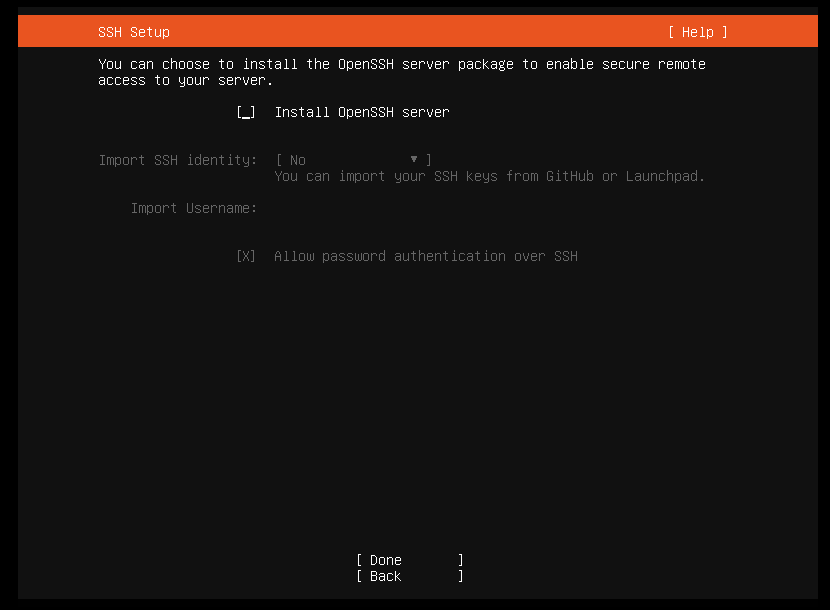 SSH Setup [ Help ]
You can choose to install the OpenSSH server package to enable secure remote
access to your server.
[_] Install OpenSSH server
Import SSH identity: [ No ▼ ]
You can import your SSH keys from GitHub or Launchpad.
Import Username:
[X] Allow password authentication over SSH
[ Done ]
[ Back ]